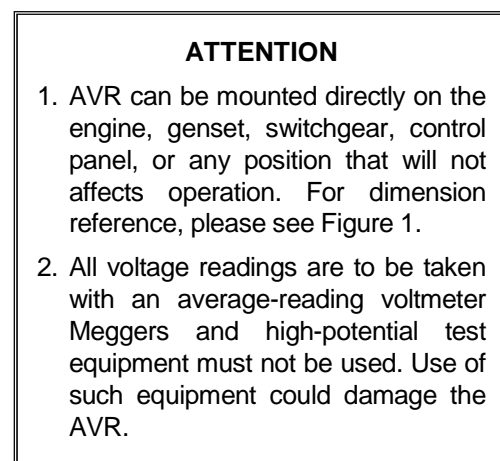 ATTENTION
1. AVR can be mounted directly on the
engine, genset, switchgear, control
panel, or any position that will not
affects operation. For dimension
reference, please see Figure 1.
2. All voltage readings are to be taken
with an average-reading voltmeter
Meggers and high-potential test
equipment must not be used. Use of
such equipment could damage the
AVR.